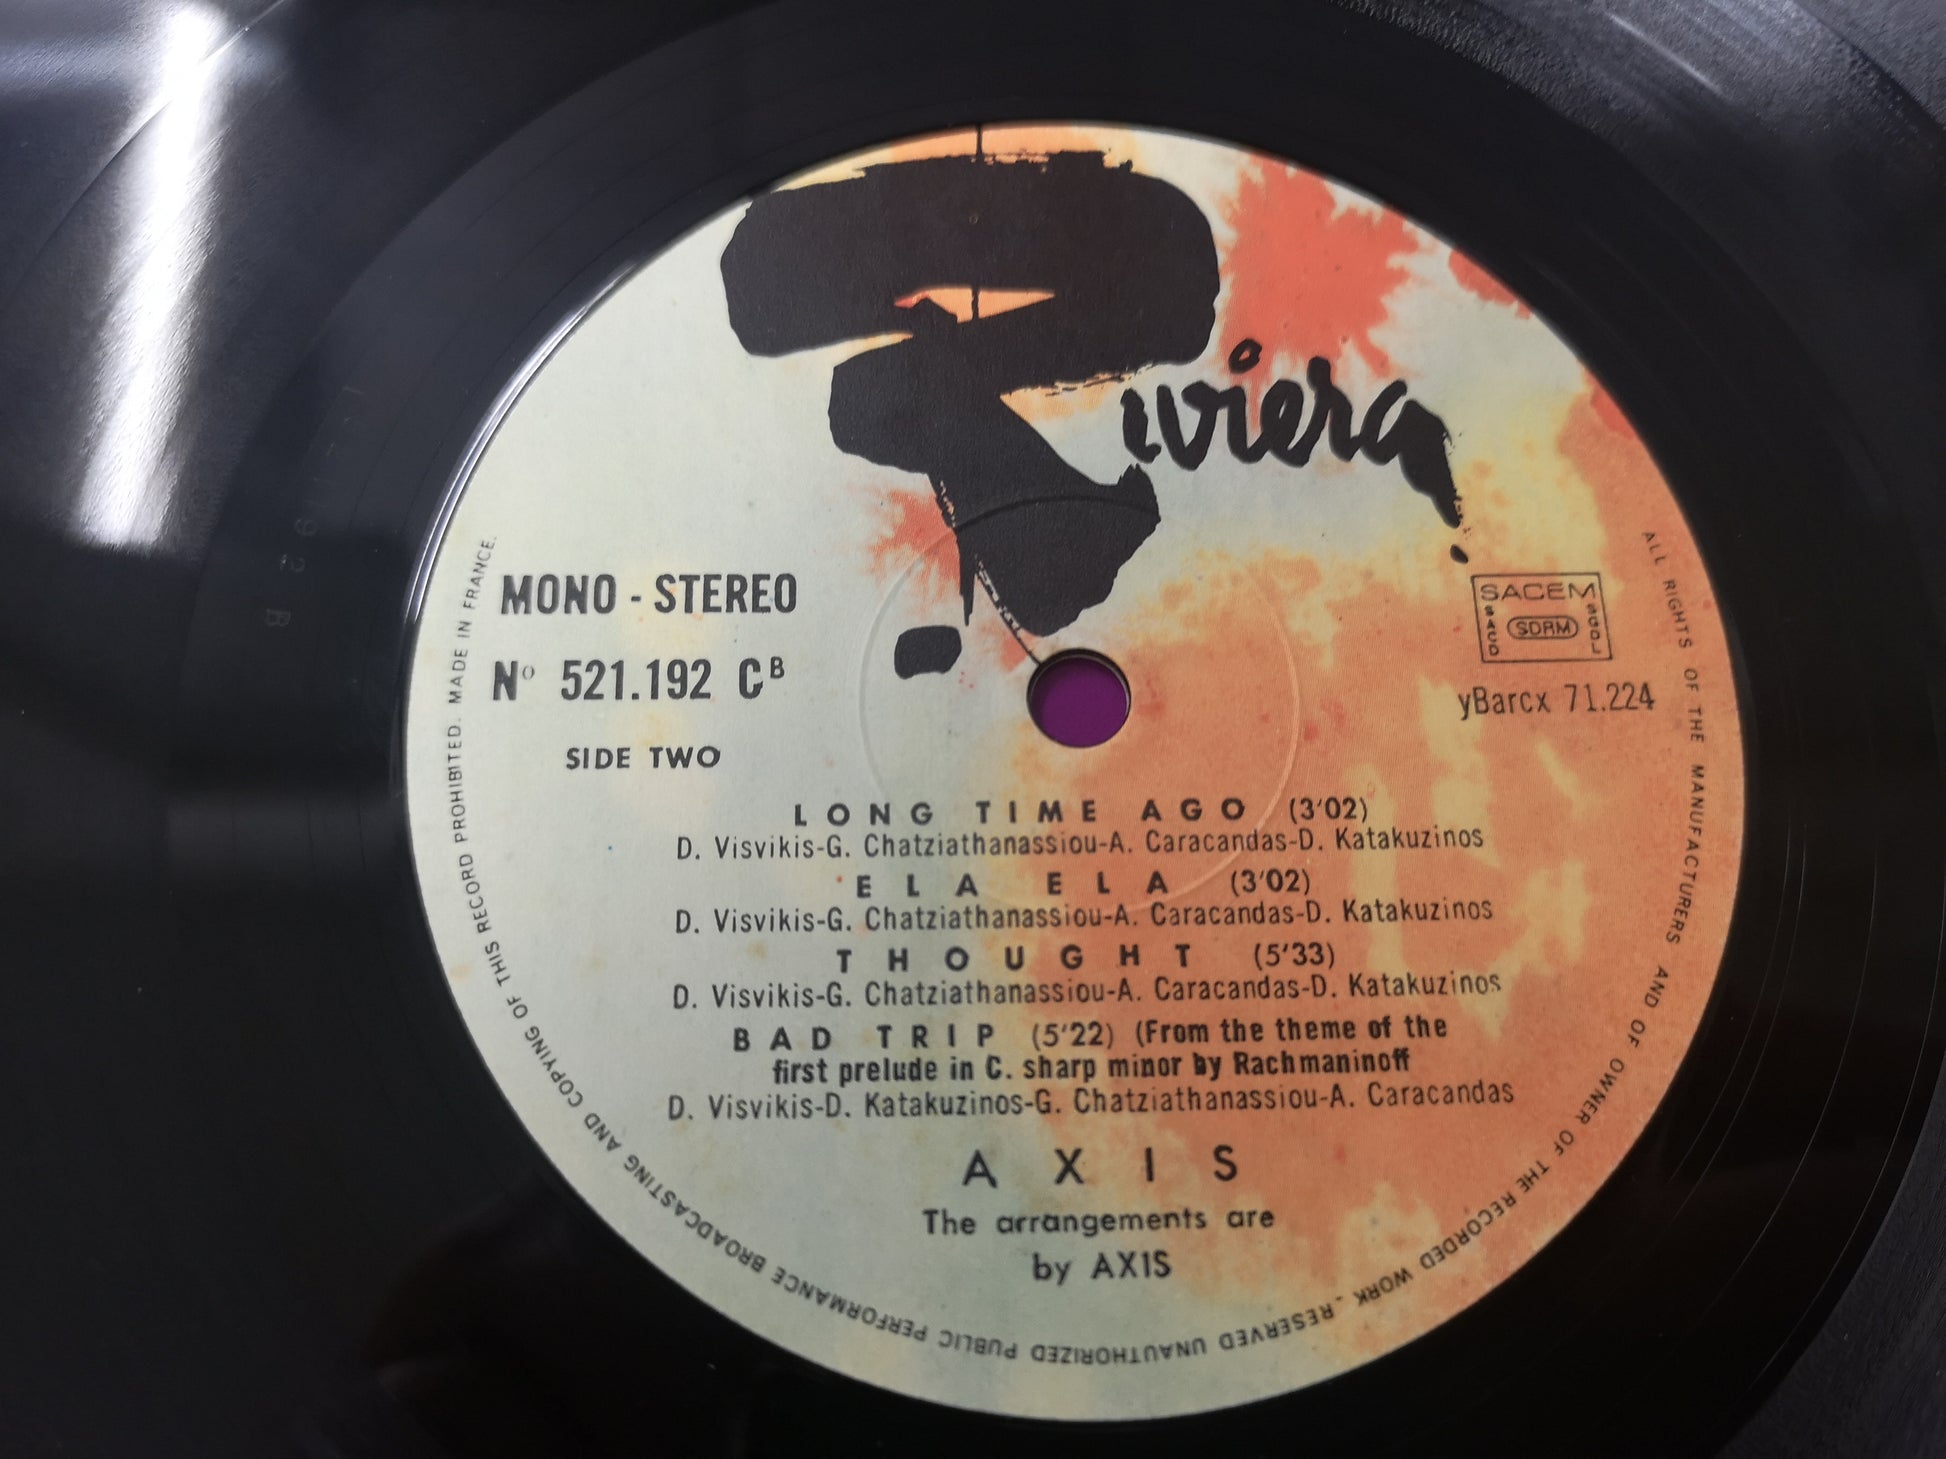 Riviera
MONO - STEREO
N° 521.192 CB
SIDE TWO
SACEM
SACD
SDRM
SGDL
yBarcx 71.224
LONG TIME AGO (3'02)
D. Visvikis-G. Chatziathanassiou-A. Caracandas-D. Katakuzinos
ELA ELA (3'02)
D. Visvikis-G. Chatziathanassiou-A. Caracandas-D. Katakuzinos
THOUGHT (5'33)
D. Visvikis-G. Chatziathanassiou-A. Caracandas-D. Katakuzinos
BAD TRIP (5'22) (From the theme of the
first prelude in C. sharp minor by Rachmaninoff
D. Visvikis-D. Katakuzinos-G. Chatziathanassiou-A. Caracandas
AXIS
The arrangements are
by AXIS
ALL RIGHTS OF THE MANUFACTURERS AND OF OWNER OF THE RECORDED WORK - RESERVED UNAUTHORIZED PUBLIC PERFORMANCE BROADCASTING AND COPYING OF THIS RECORD PROHIBITED. MADE IN FRANCE.
192 B